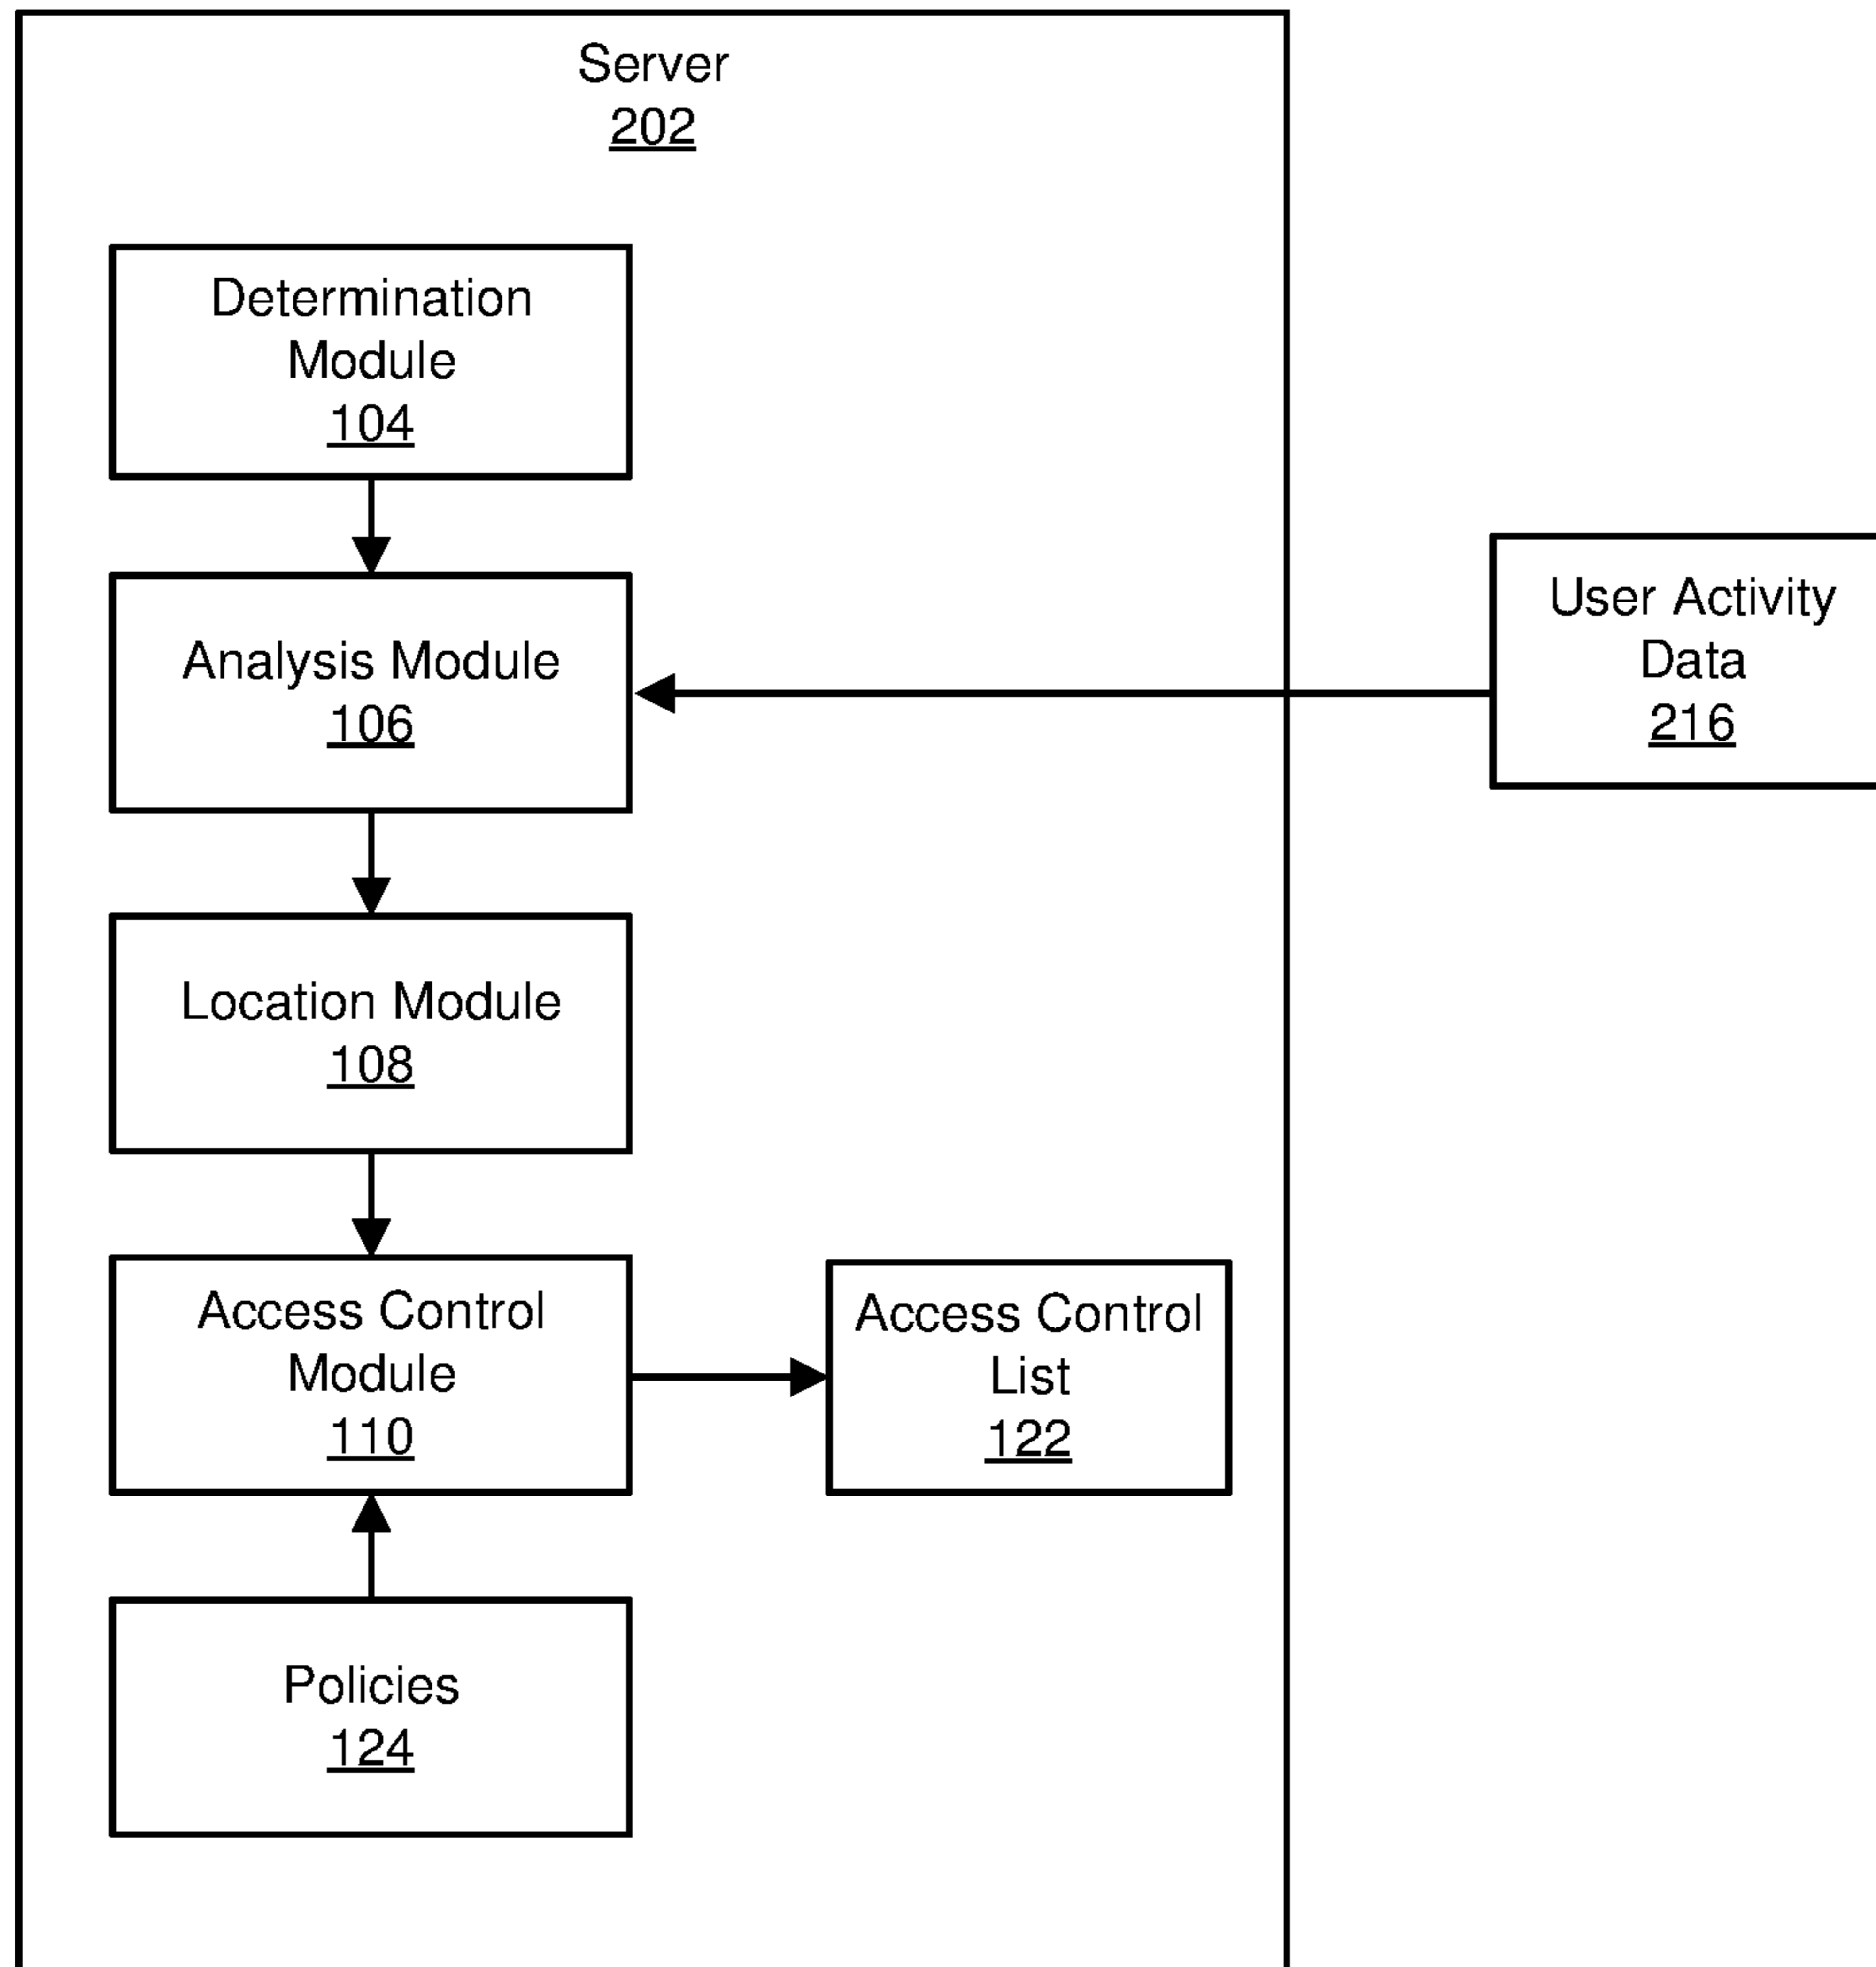 Server
202
Determination
Module
104
Analysis Module
106
User Activity
Data
216
Location Module
108
Access Control
Module
110
Access Control
List
122
Policies
124